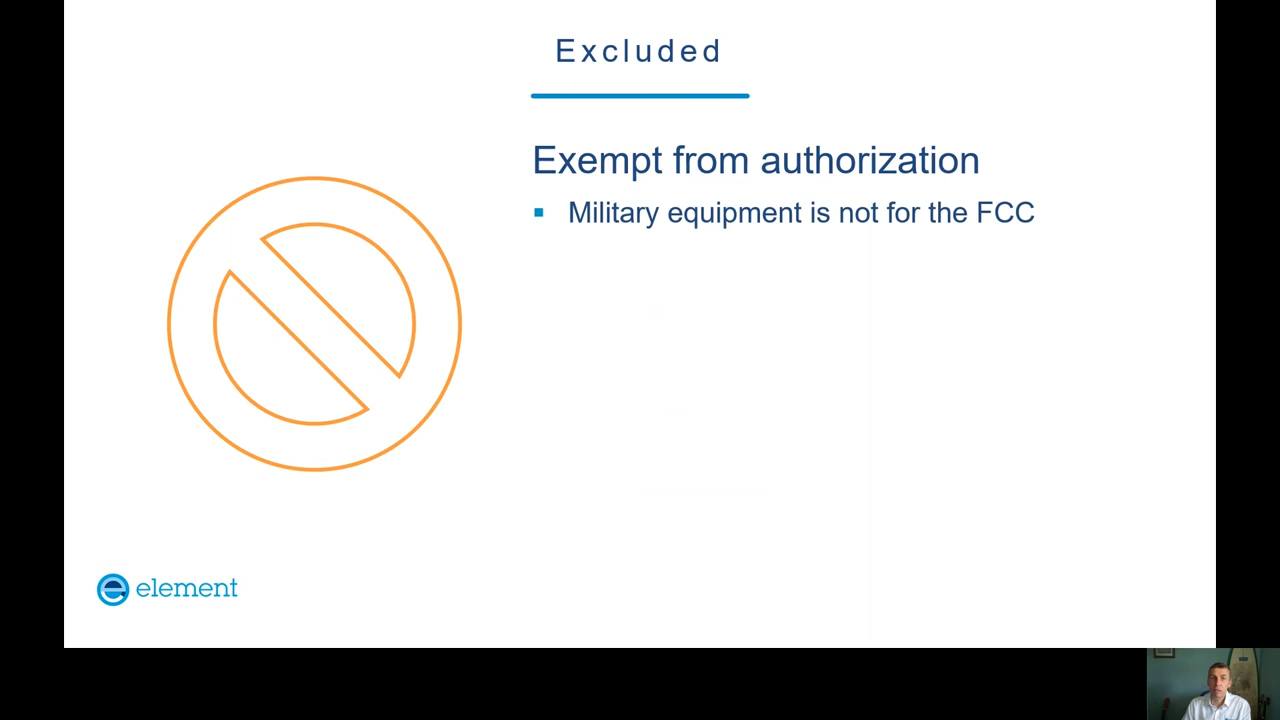 Excluded
Exempt from authorization
Military equipment is not for the FCC
element